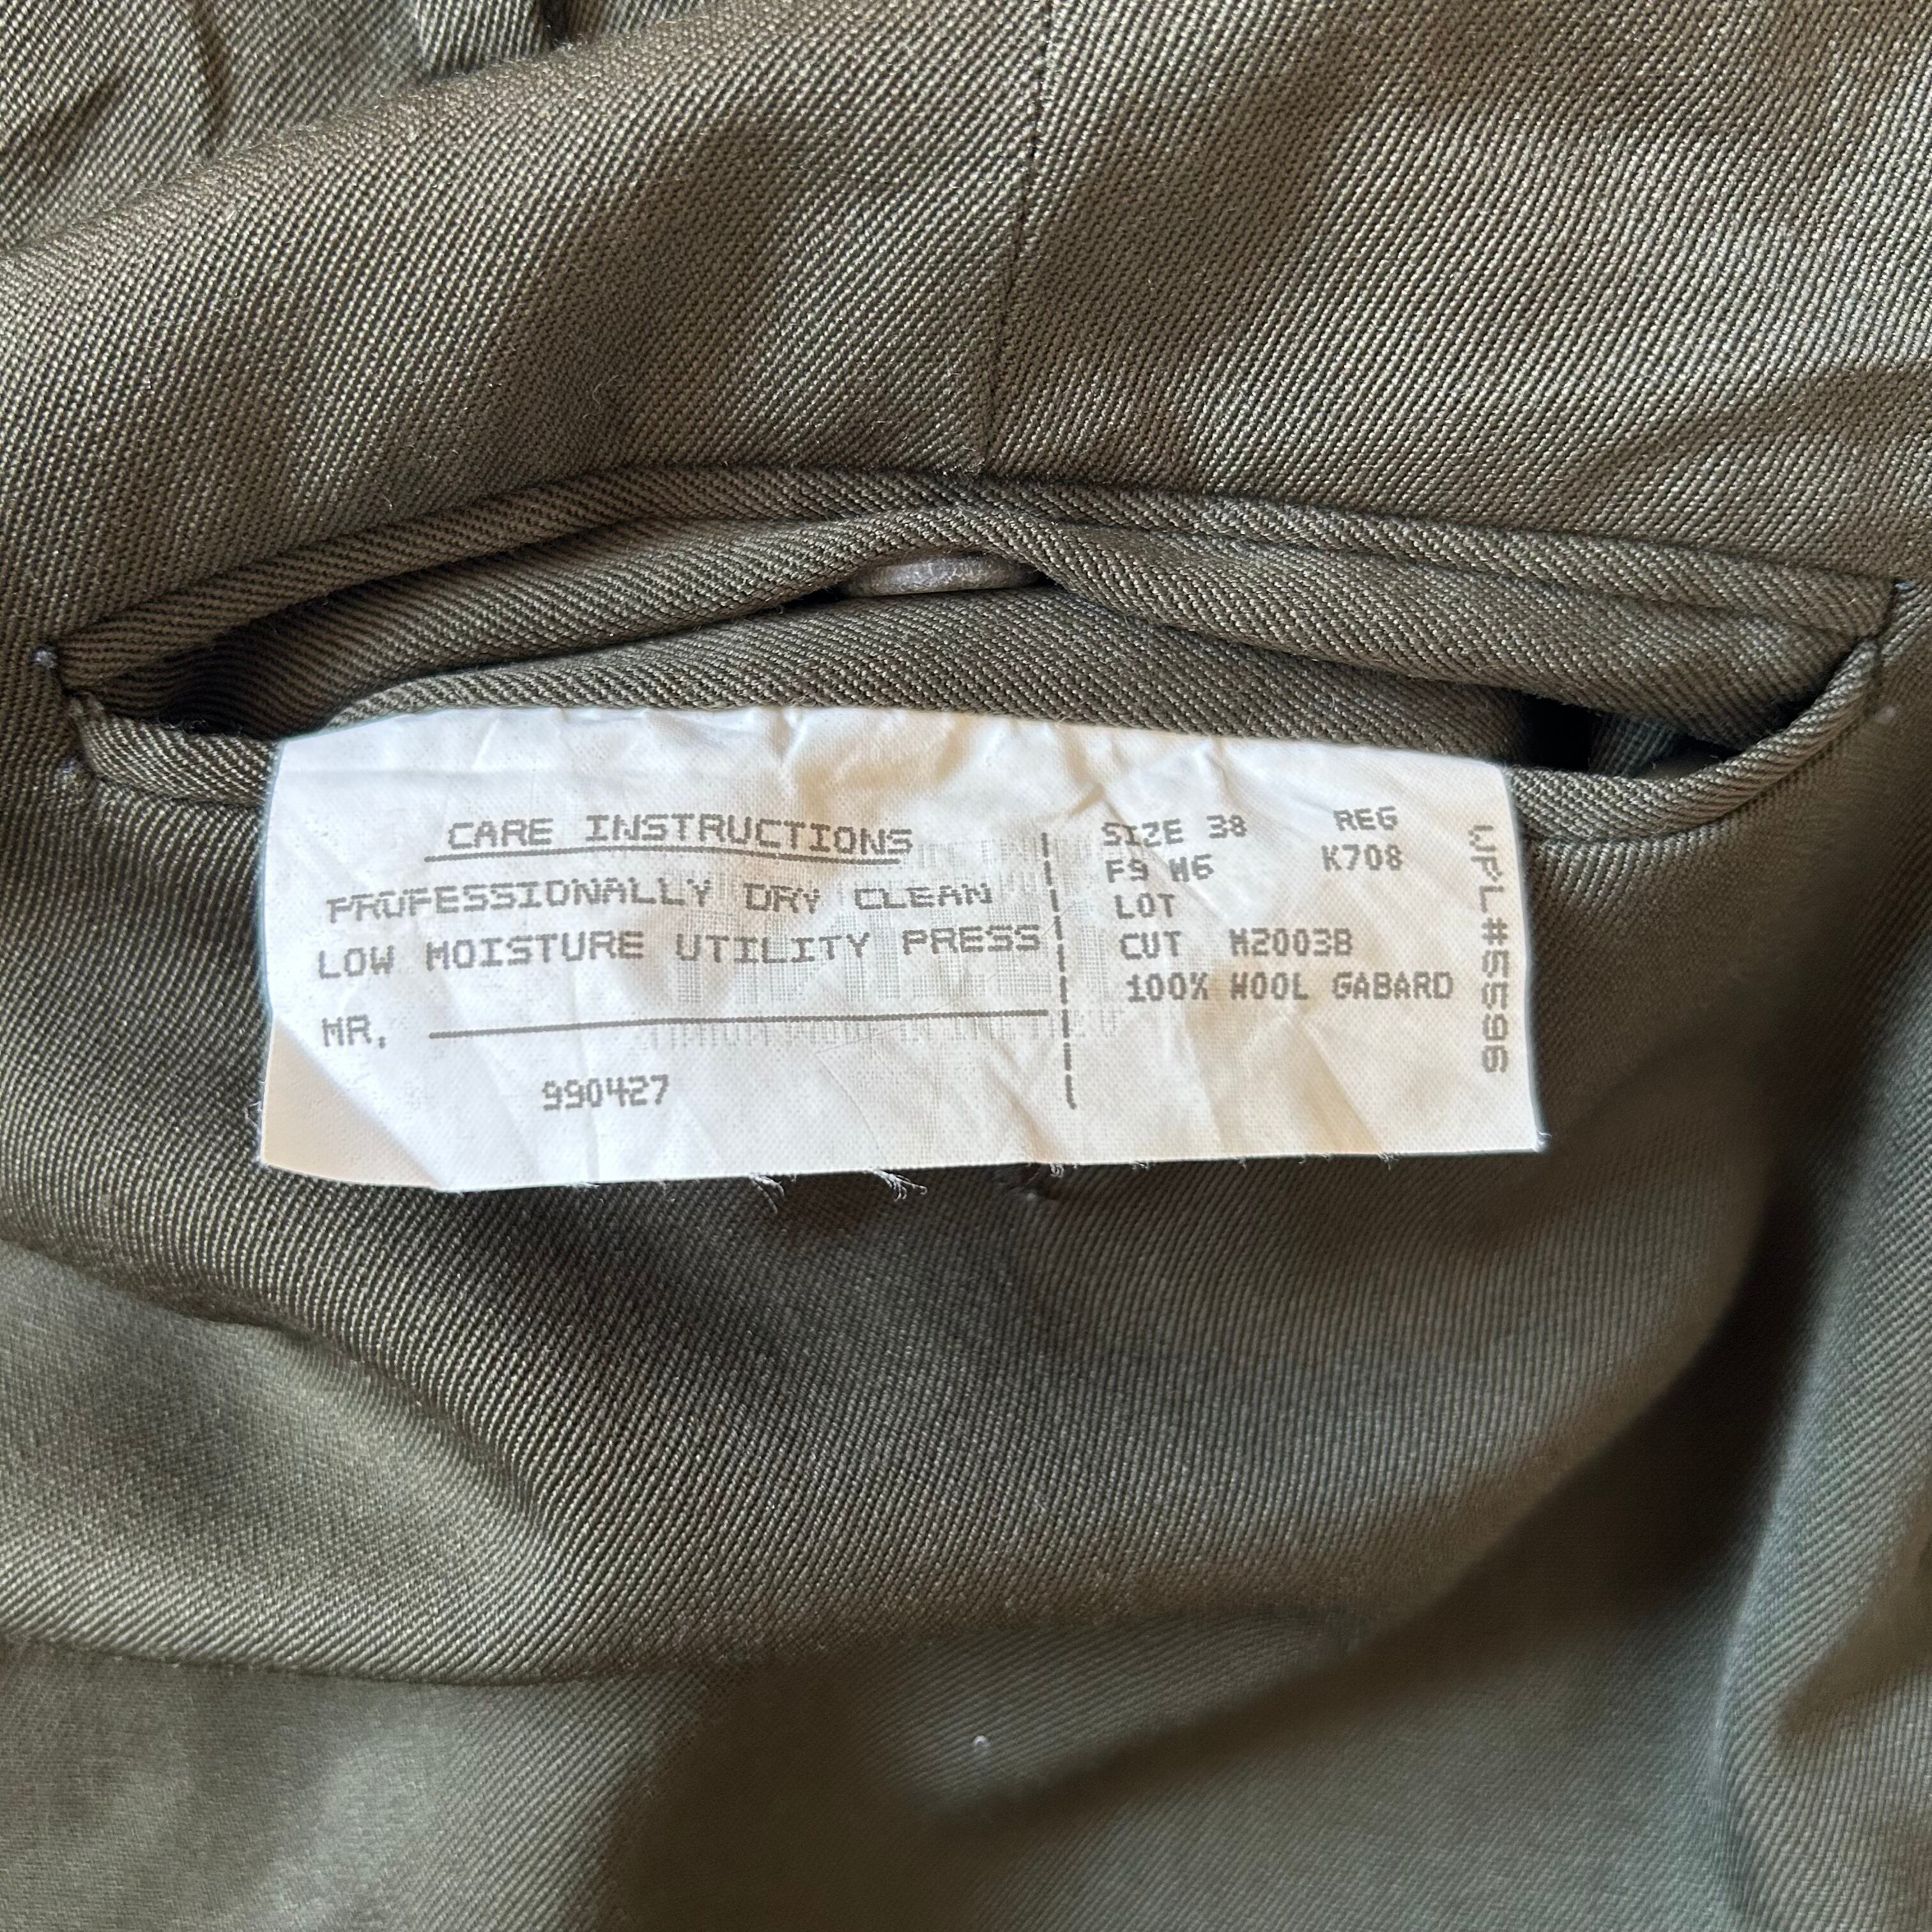 CARE INSTRUCTIONS
PROFESSIONALLY DRY CLEAN
LOW MOISTURE UTILITY PRESS
MR.
990427
SIZE 38 REG
F9 M6 K708
LOT
CUT M2003B
100% WOOL GABARD
WPL#5596